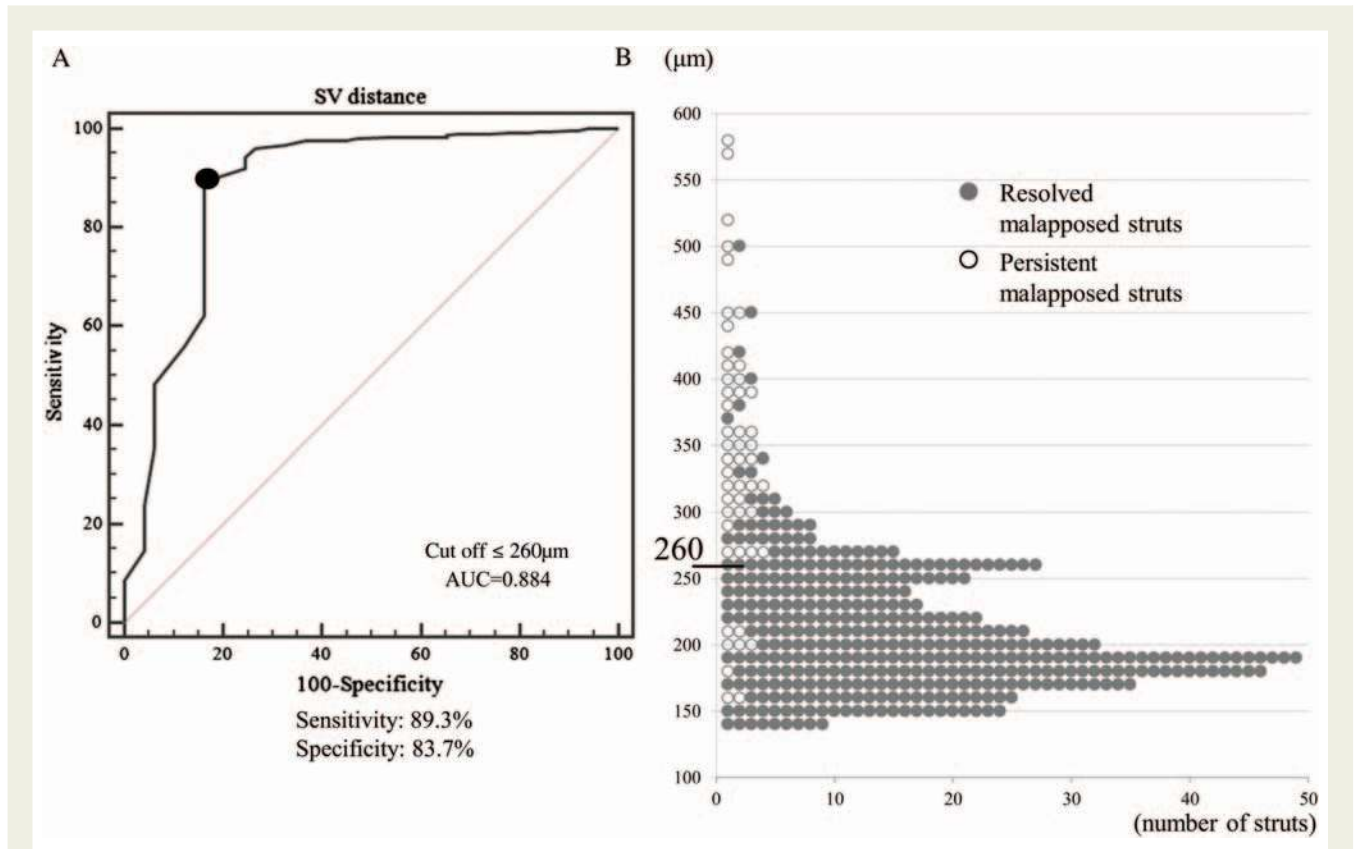 A
SV distance
Sensitivity
100
80
60
40
20
0
0 20 40 60 80 100
Cut off ≤ 260μm
AUC=0.884
100-Specificity
Sensitivity: 89.3%
Specificity: 83.7%
B
(μm)
600
550
500
450
400
350
300
260
250
200
150
100
0 10 20 30 40 50
(number of struts)
Resolved
malapposed struts
Persistent
malapposed struts